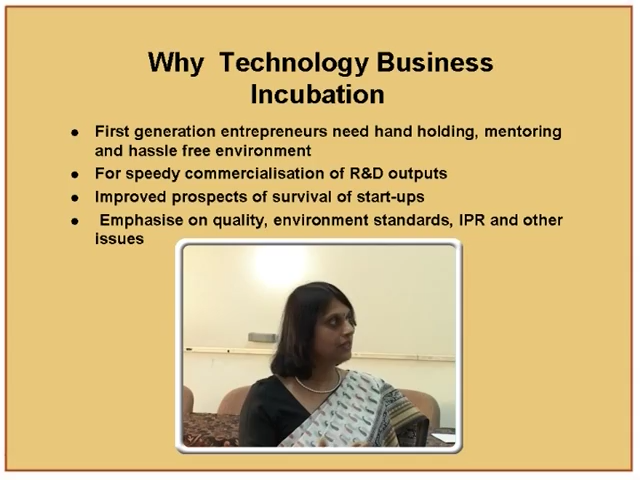 Why Technology Business
Incubation
● First generation entrepreneurs need hand holding, mentoring
and hassle free environment
● For speedy commercialisation of R&D outputs
● Improved prospects of survival of start-ups
● Emphasise on quality, environment standards, IPR and other
issues